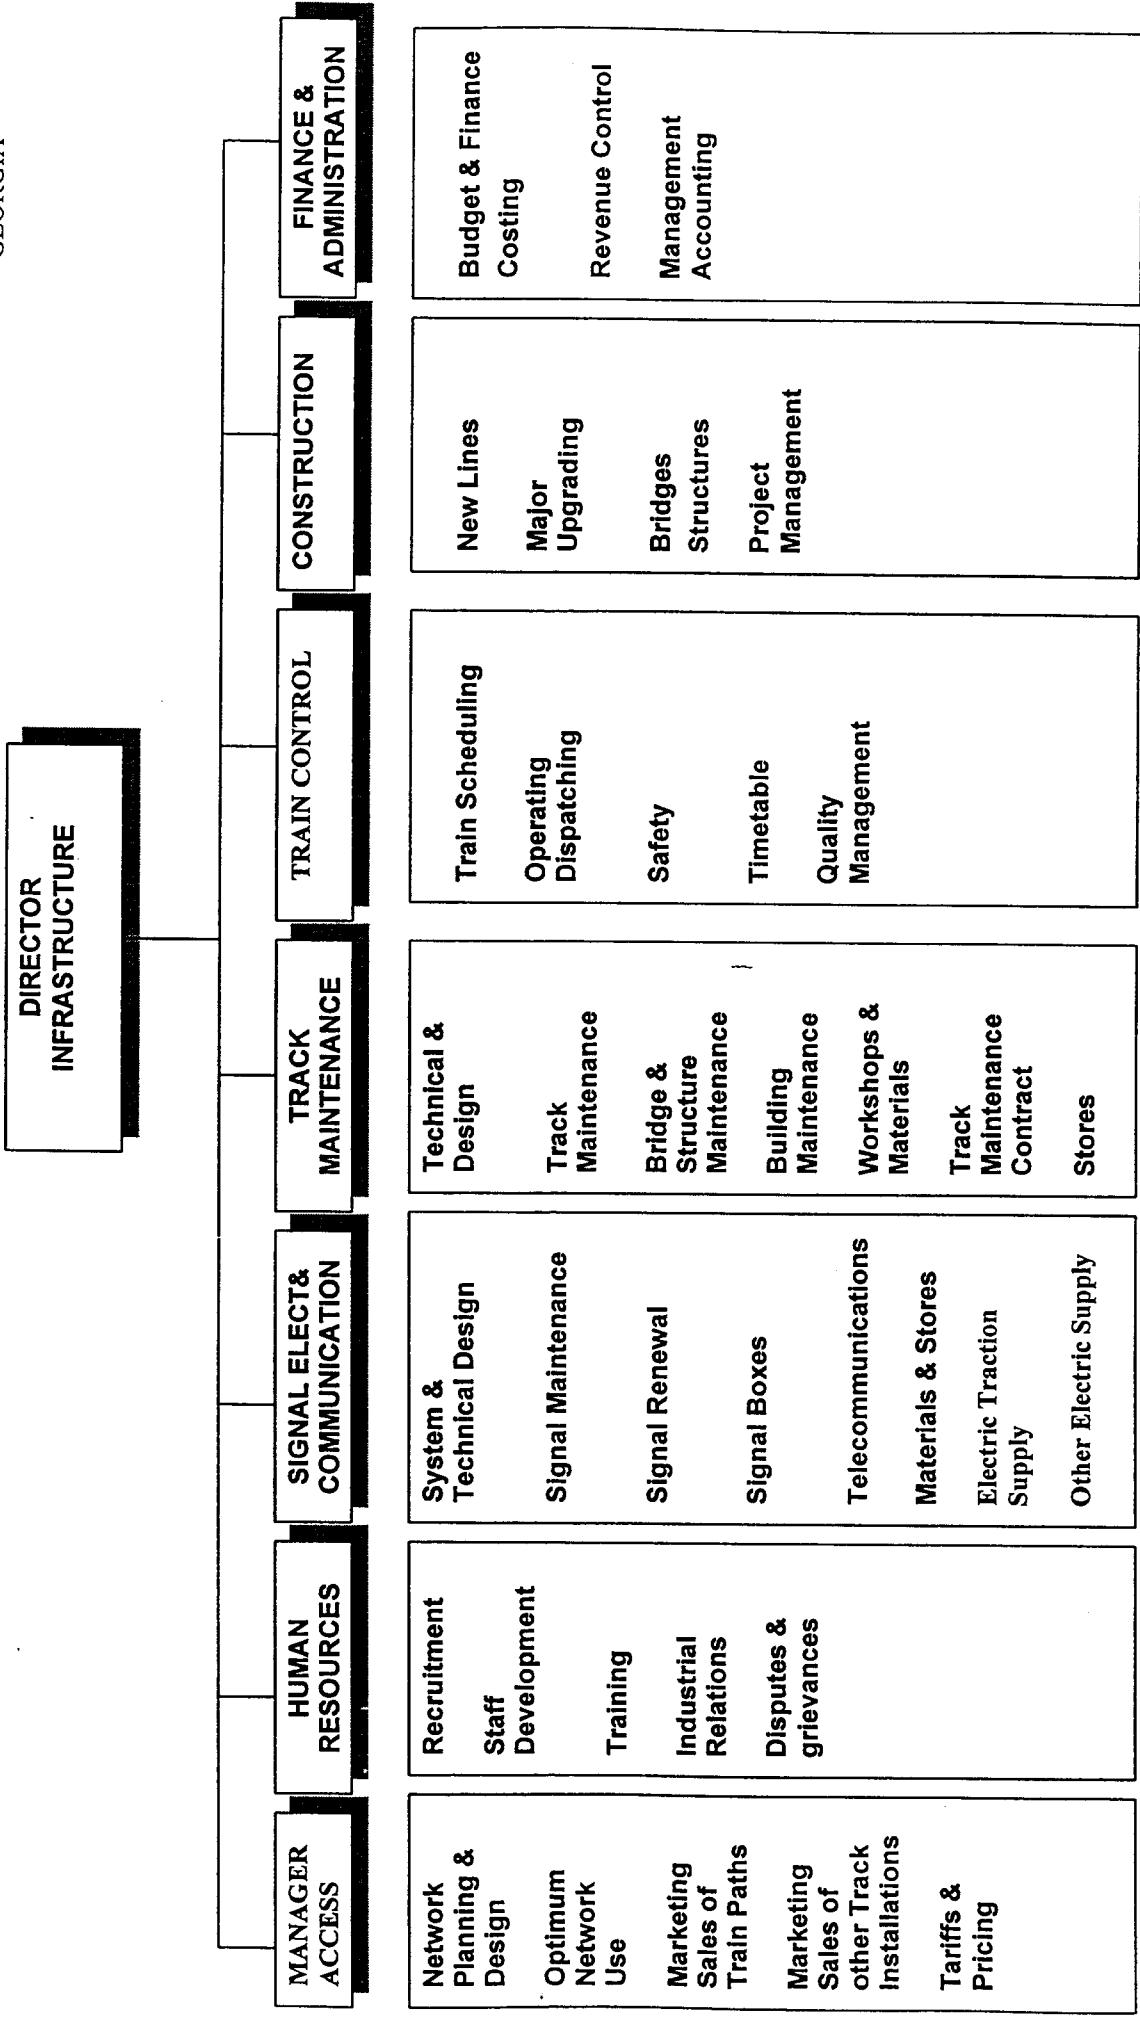 GEORGIA
DIRECTOR
INFRASTRUCTURE
MANAGER
ACCESS
HUMAN
RESOURCES
SIGNAL ELECT&
COMMUNICATION
TRACK
MAINTENANCE
TRAIN CONTROL
CONSTRUCTION
FINANCE &
ADMINISTRATION
Network
Planning &
Design
Optimum
Network
Use
Marketing
Sales of
Train Paths
Marketing
Sales of
other Track
Installations
Tariffs &
Pricing
Recruitment
Staff
Development
Training
Industrial
Relations
Disputes &
grievances
System &
Technical Design
Signal Maintenance
Signal Renewal
Signal Boxes
Telecommunications
Materials & Stores
Electric Traction
Supply
Other Electric Supply
Technical &
Design
Track
Maintenance
Bridge &
Structure
Maintenance
Building
Maintenance
Workshops &
Materials
Track
Maintenance
Contract
Stores
Train Scheduling
Operating
Dispatching
Safety
Timetable
Quality
Management
New Lines
Major
Upgrading
Bridges
Structures
Project
Management
Budget & Finance
Costing
Revenue Control
Management
Accounting